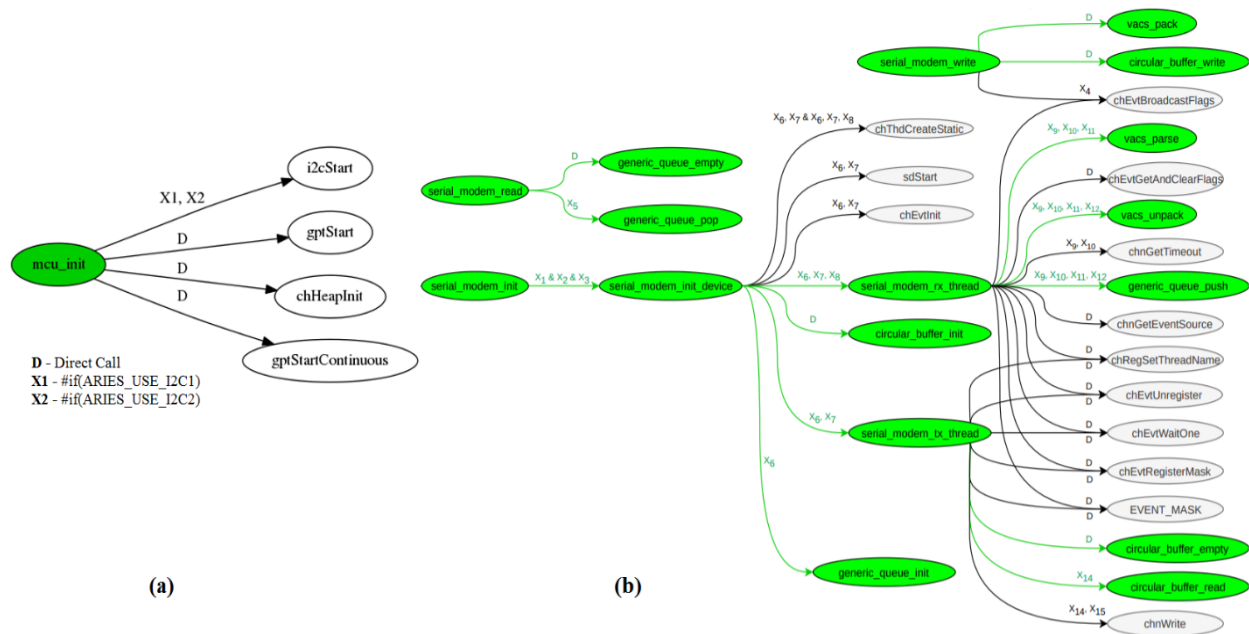 mcu_init
X1, X2
D
D
D
i2cStart
gptStart
chHeapInit
gptStartContinuous
D - Direct Call
X1 - #if(ARIES_USE_I2C1)
X2 - #if(ARIES_USE_I2C2)
(a)
serial_modem_read
D
X5
generic_queue_empty
generic_queue_pop
serial_modem_init
X1 & X2 & X3
serial_modem_init_device
X6, X7 & X6, X7, X8
chThdCreateStatic
X6, X7
sdStart
X6, X7
chEvtInit
X6, X7, X8
serial_modem_rx_thread
D
circular_buffer_init
X6, X7
serial_modem_tx_thread
X6
generic_queue_init
serial_modem_write
D
vacs_pack
D
circular_buffer_write
X4
chEvtBroadcastFlags
X9, X10, X11
vacs_parse
D
chEvtGetAndClearFlags
X9, X10, X11, X12
vacs_unpack
X9, X10
chnGetTimeout
X9, X10, X11, X12
generic_queue_push
D
chnGetEventSource
D
D
chRegSetThreadName
D
D
chEvtUnregister
D
D
chEvtWaitOne
D
D
chEvtRegisterMask
D
D
EVENT_MASK
D
circular_buffer_empty
X14
circular_buffer_read
X14, X15
chnWrite
(b)